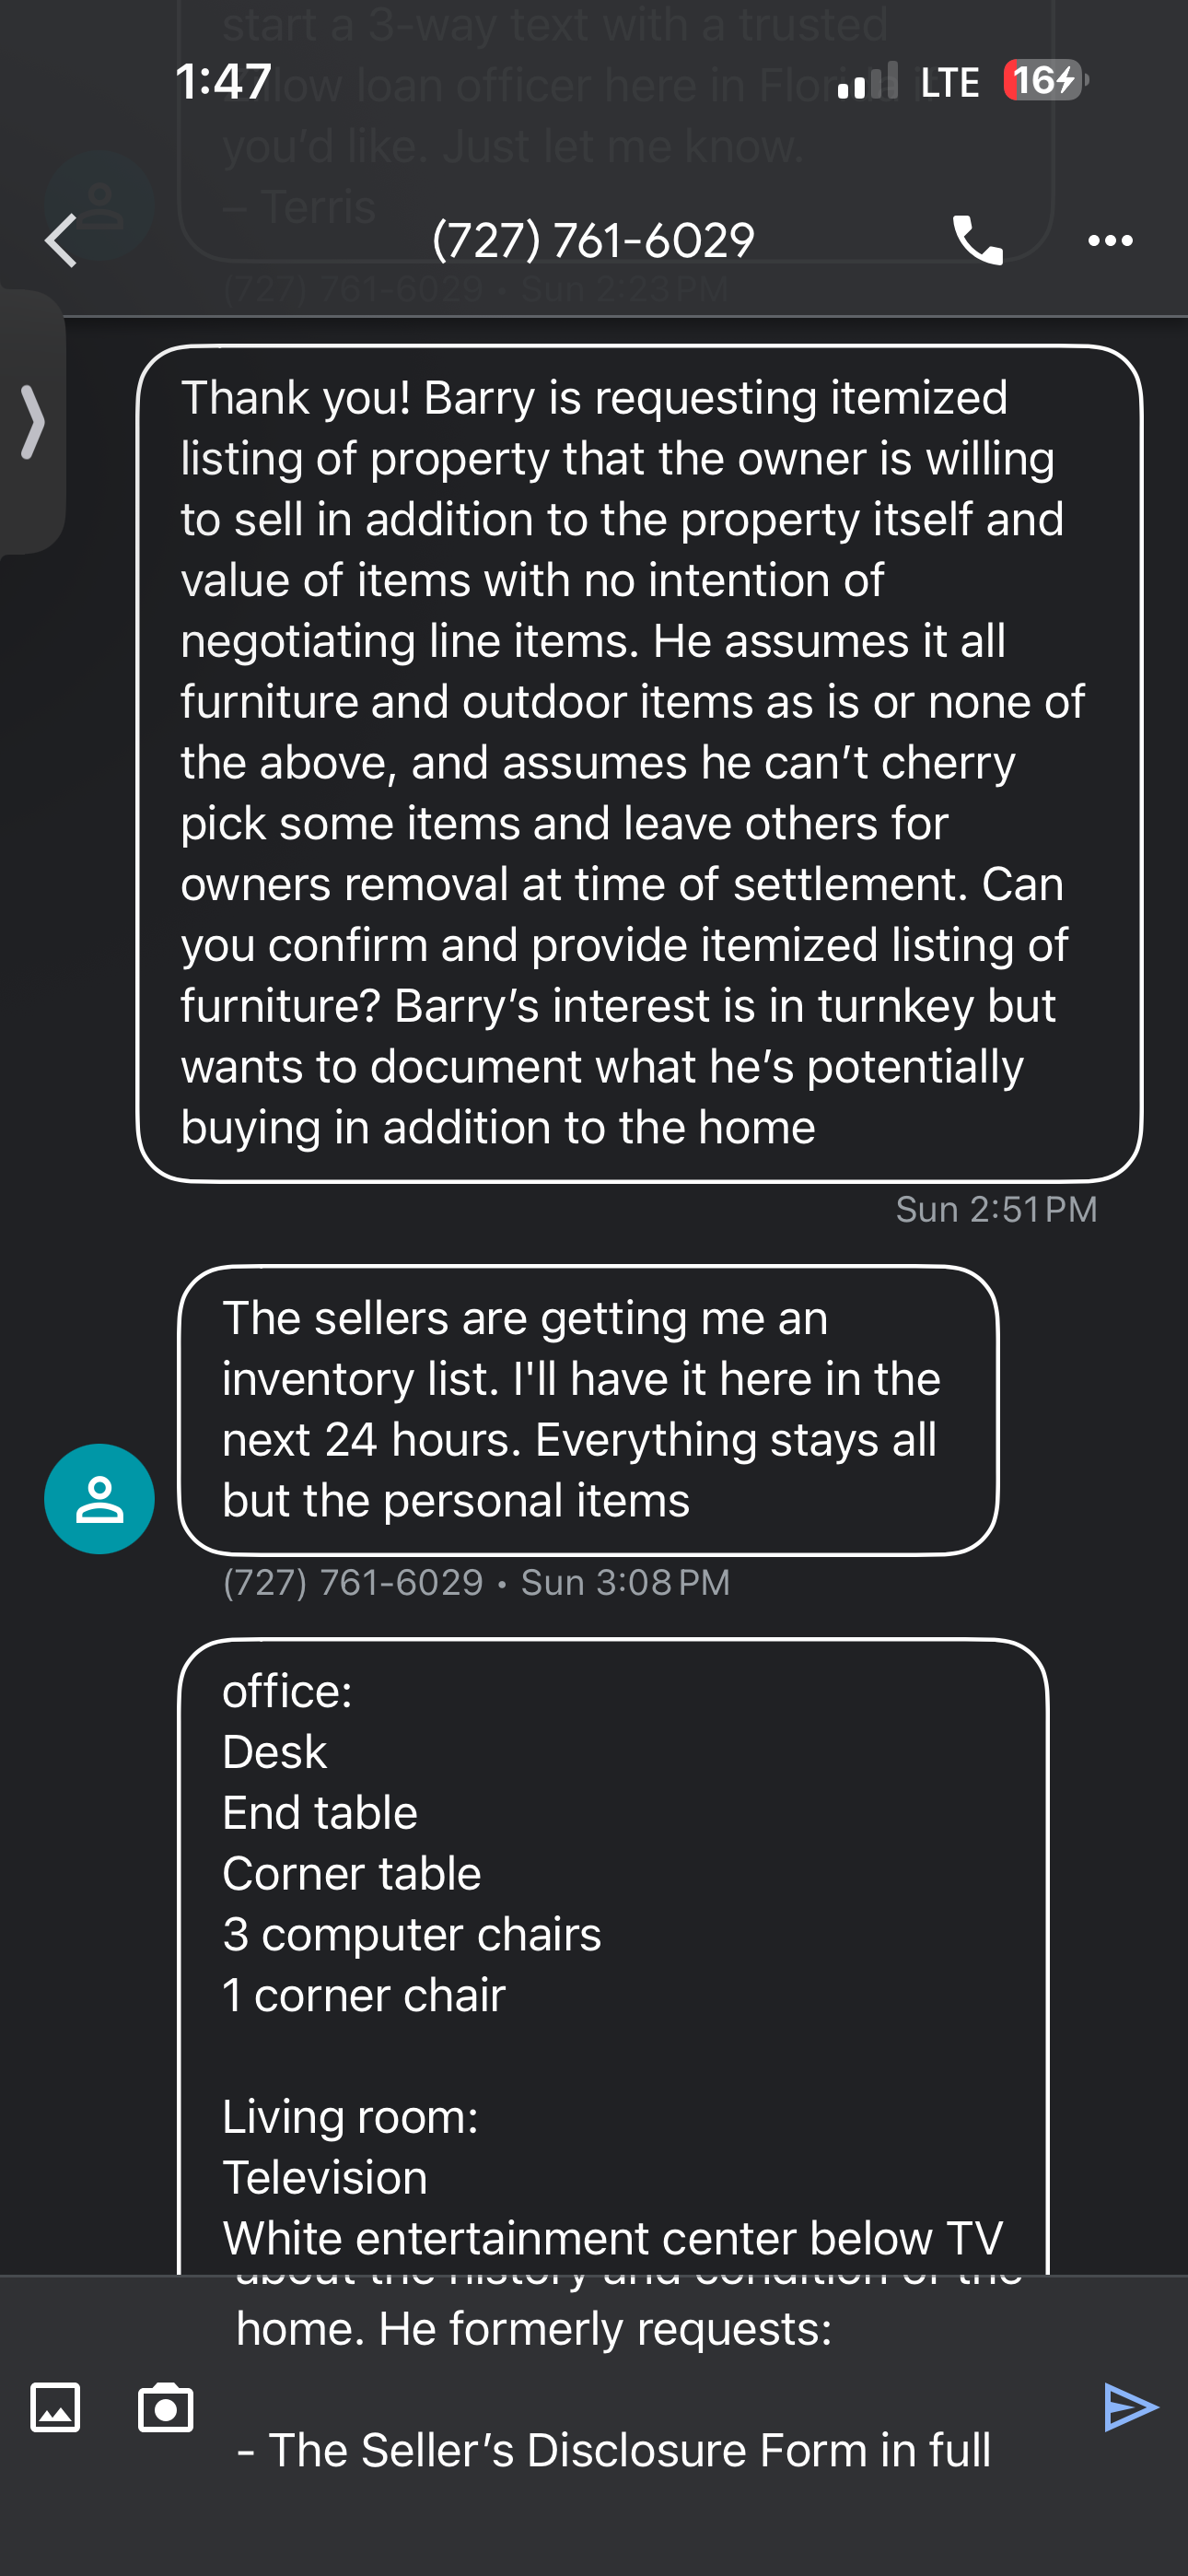 start a 3-way text with a trusted
1:47
llow loan officer here in Flori
LTE
16
you'd like. Just let me know.
– Terris
(727) 761-6029
(727) 761-6029 • Sun 2:23 PM
Thank you! Barry is requesting itemized
listing of property that the owner is willing
to sell in addition to the property itself and
value of items with no intention of
negotiating line items. He assumes it all
furniture and outdoor items as is or none of
the above, and assumes he can't cherry
pick some items and leave others for
owners removal at time of settlement. Can
you confirm and provide itemized listing of
furniture? Barry's interest is in turnkey but
wants to document what he's potentially
buying in addition to the home
Sun 2:51 PM
The sellers are getting me an
inventory list. I'll have it here in the
next 24 hours. Everything stays all
but the personal items
(727) 761-6029 • Sun 3:08 PM
office:
Desk
End table
Corner table
3 computer chairs
1 corner chair
Living room:
Television
White entertainment center below TV
about the history and condition of the
home. He formerly requests:
- The Seller's Disclosure Form in full